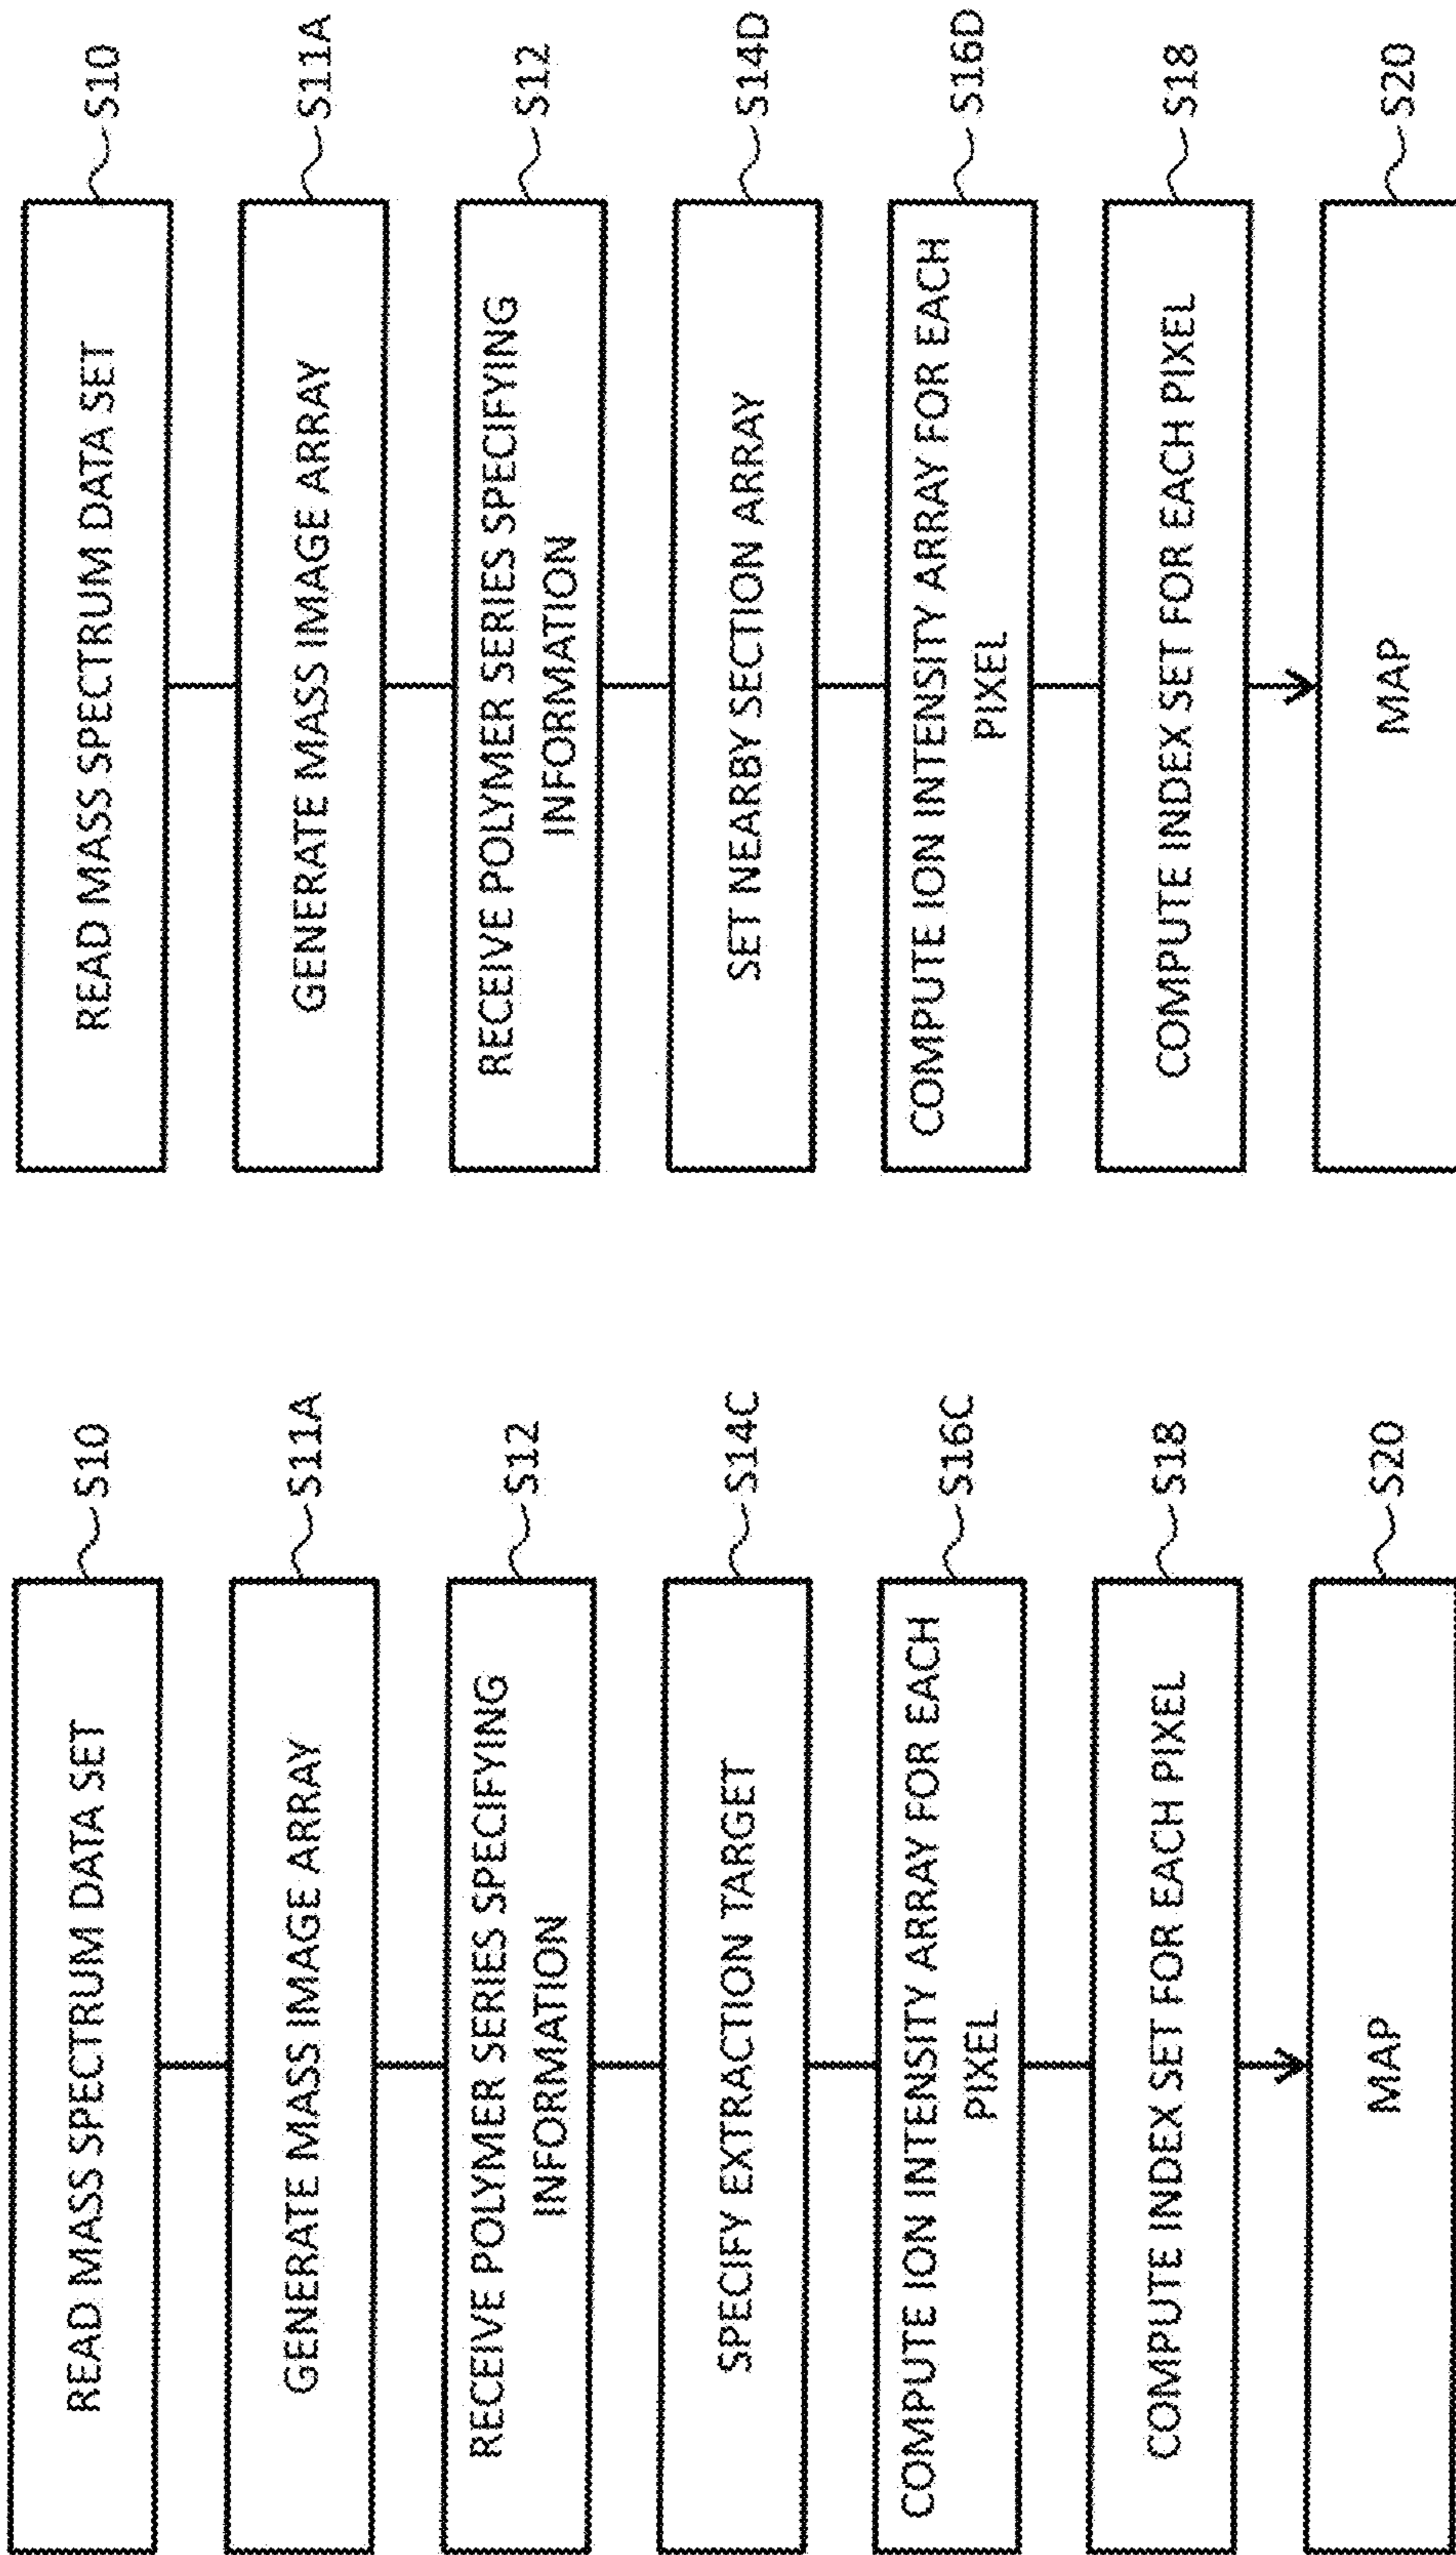 READ MASS SPECTRUM DATA SET
S10
GENERATE MASS IMAGE ARRAY
S11A
RECEIVE POLYMER SERIES SPECIFYING
INFORMATION
S12
SPECIFY EXTRACTION TARGET
S14C
COMPUTE ION INTENSITY ARRAY FOR EACH
PIXEL
S16C
COMPUTE INDEX SET FOR EACH PIXEL
S18
MAP
S20
READ MASS SPECTRUM DATA SET
S10
GENERATE MASS IMAGE ARRAY
S11A
RECEIVE POLYMER SERIES SPECIFYING
INFORMATION
S12
SET NEARBY SECTION ARRAY
S14D
COMPUTE ION INTENSITY ARRAY FOR EACH
PIXEL
S16D
COMPUTE INDEX SET FOR EACH PIXEL
S18
MAP
S20